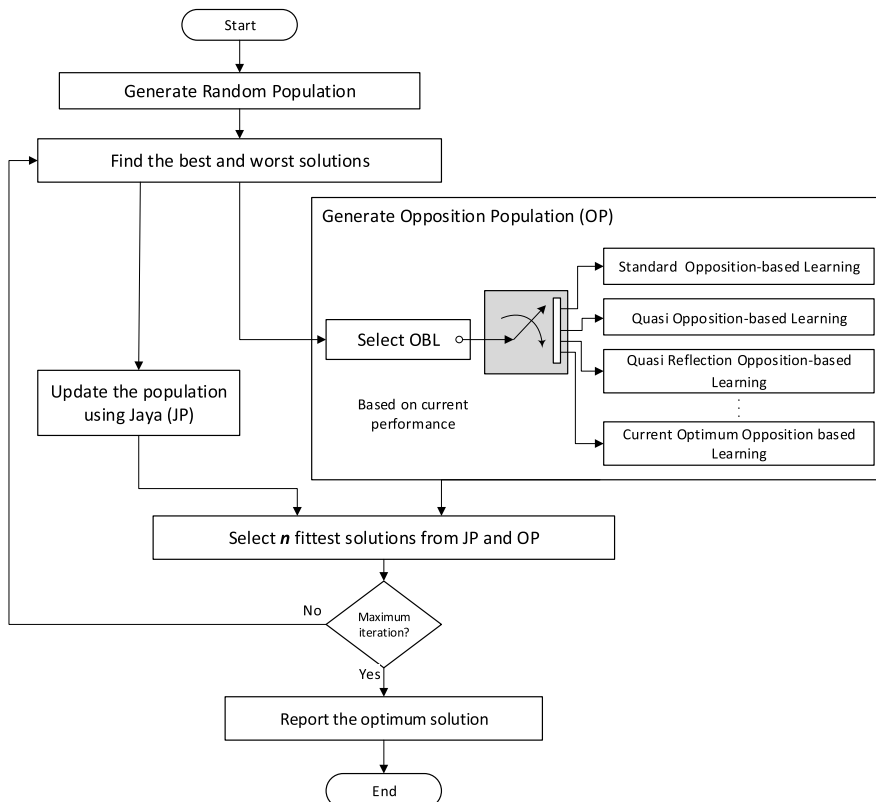 Start
Generate Random Population
Find the best and worst solutions
Generate Opposition Population (OP)
Standard Opposition-based Learning
Quasi Opposition-based Learning
Select OBL
Quasi Reflection Opposition-based
Learning
Update the population
using Jaya (JP)
Based on current
performance
Current Optimum Opposition based
Learning
Select n fittest solutions from JP and OP
No
Maximum
iteration?
Yes
Report the optimum solution
End